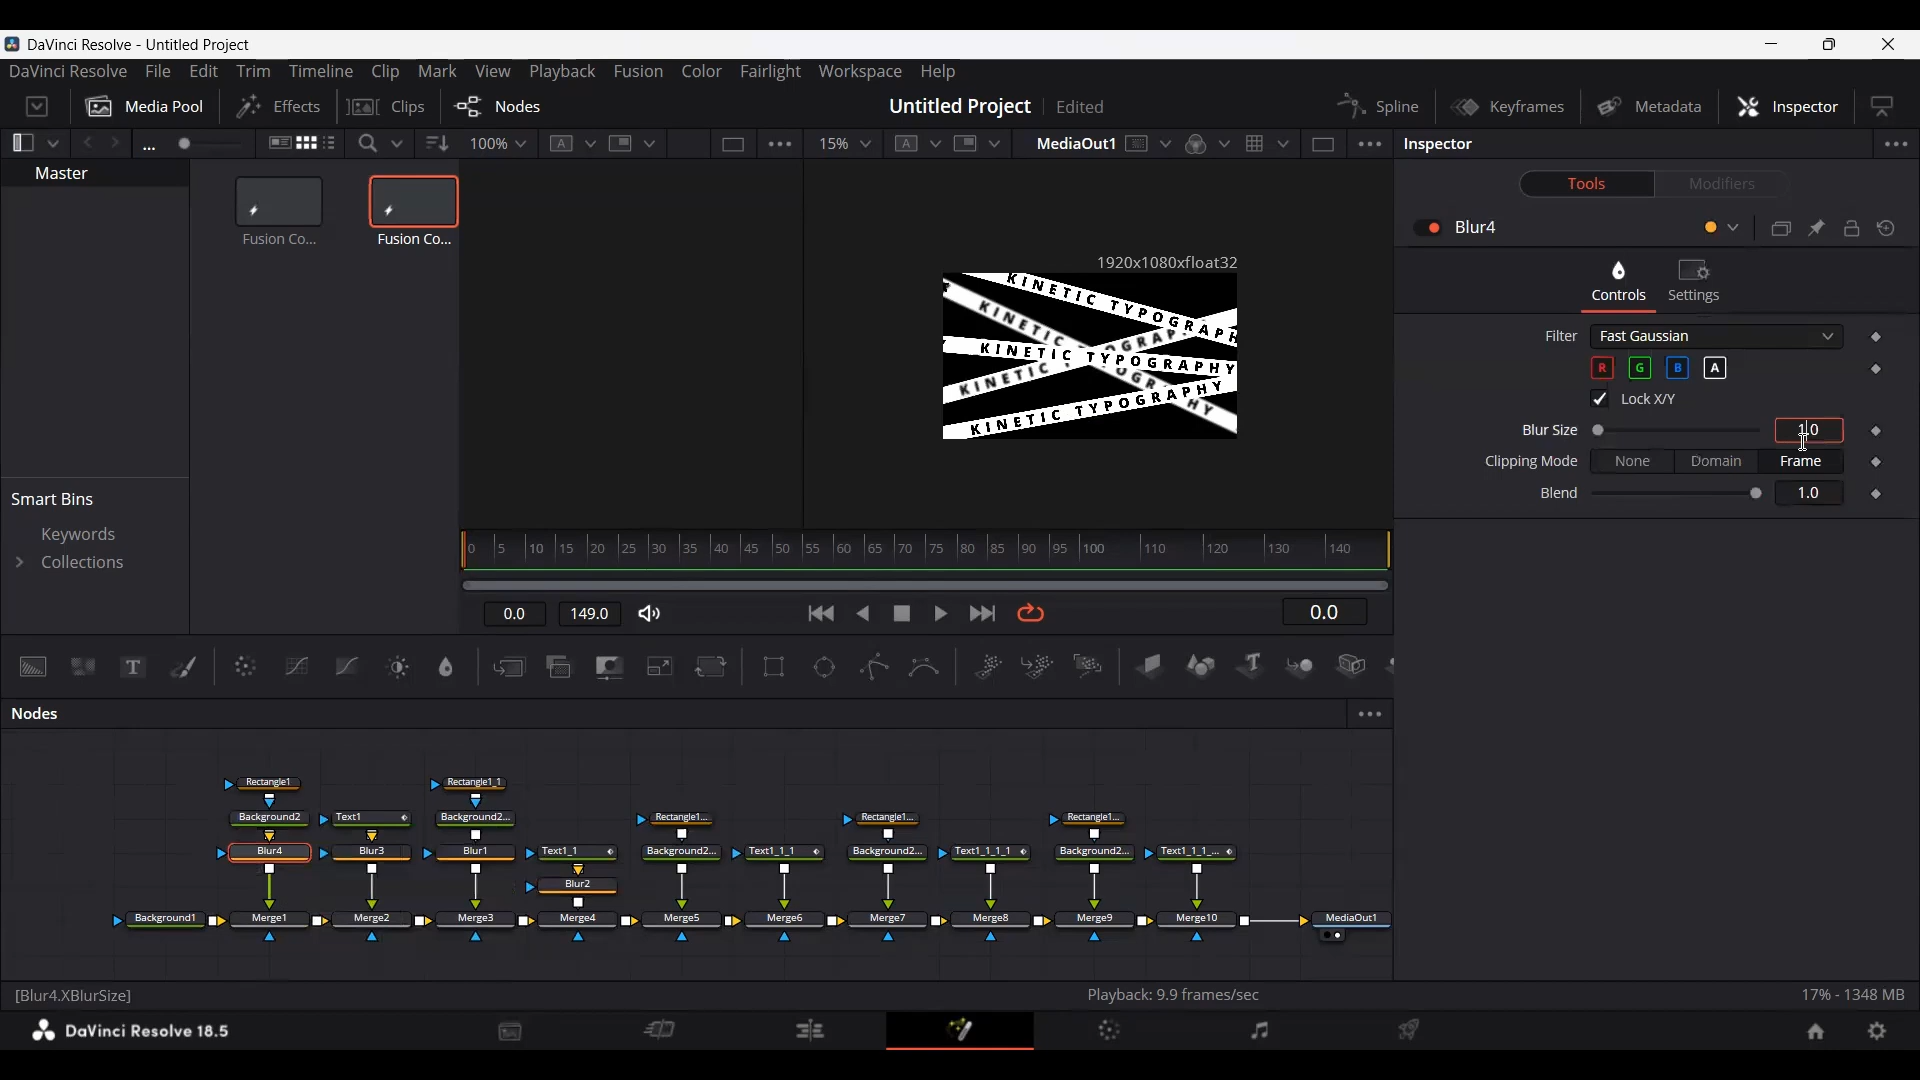 DaVinci Resolve - Untitled Project
DaVinci Resolve File Edit Trim Timeline Clip Mark View Playback Fusion Color Fairlight Workspace Help
Media Pool Effects Clips Nodes Untitled Project Edited Spline Keyframes Metadata Inspector
... 100% A 15% A MediaOut1 Inspector
Master
Fusion Co... Fusion Co...
Tools Modifiers
Blur4
Controls Settings
1920x1080xfloat32
KINETIC TYPOGRAPH
KINETIC
OGRAP
KINETIC TYPOGRAPHY
KINETIC
OGRA
HY
KINETIC TYPOGRAPHY
Filter Fast Gaussian
R G B A
Lock X/Y
Blur Size 1.0
Clipping Mode None Domain Frame
Blend 1.0
Smart Bins
Keywords
Collections
0 5 10 15 20 25 30 35 40 45 50 55 60 65 70 75 80 85 90 95 100 110 120 130 140
0.0 149.0 0.0
T T
Nodes
Rectangle1 Rectangle1_1
Background2 Text1 Background2... Rectangle1... Rectangle1... Rectangle1...
Blur4 Blur3 Blur1 Text1_1 Background2... Text1_1_1 Background2... Text1_1_1_1 Background2... Text1_1_1_...
Blur2
Background1 Merge1 Merge2 Merge3 Merge4 Merge5 Merge6 Merge7 Merge8 Merge9 Merge10 MediaOut1
[Blur4.XBlurSize] Playback: 9.9 frames/sec 17% - 1348 MB
DaVinci Resolve 18.5